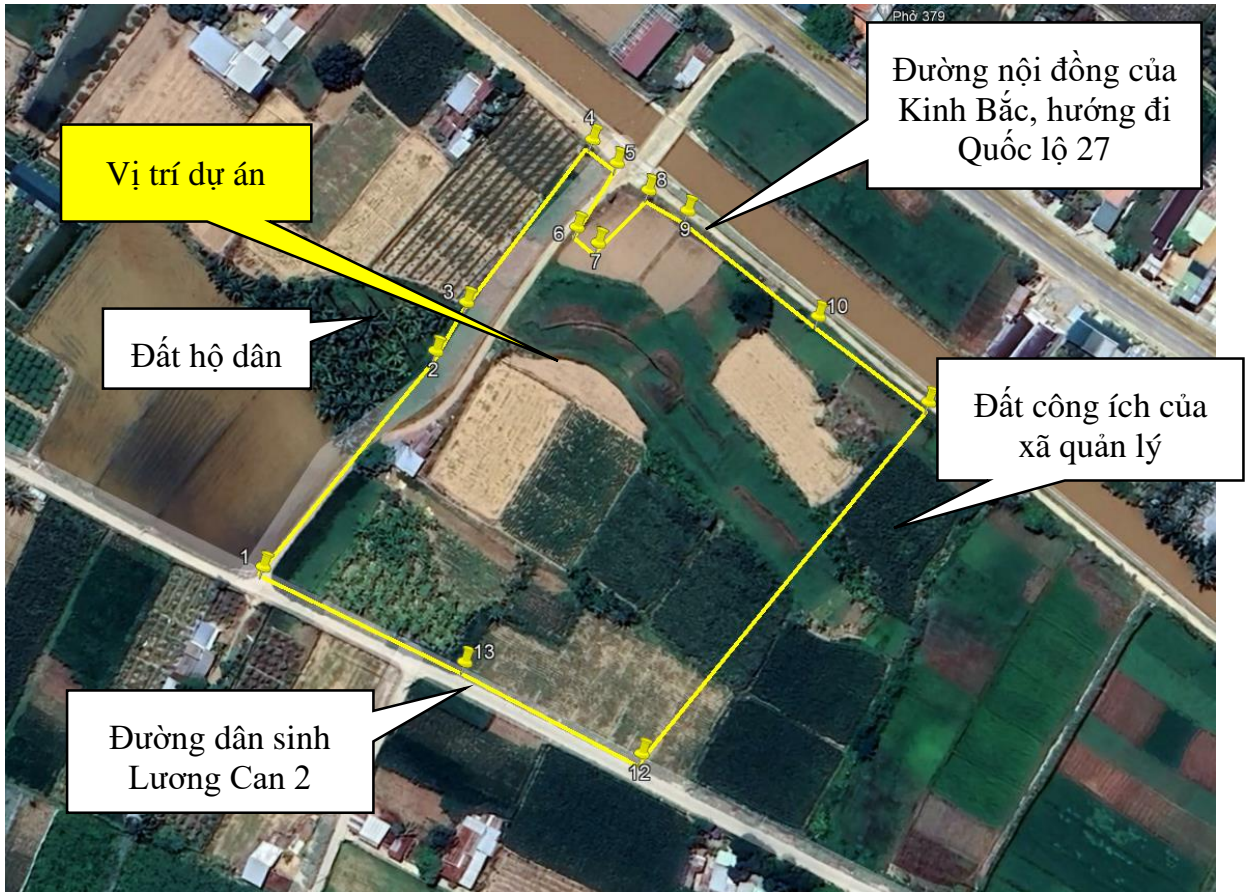 Phở 379
Đường nội đồng của
Kinh Bắc, hướng đi
Quốc lộ 27
4
5
Vị trí dự án
8
6
9
7
3
10
Đất hộ dân
2
Đất công ích của
xã quản lý
1
13
Đường dân sinh
Lương Can 2
12